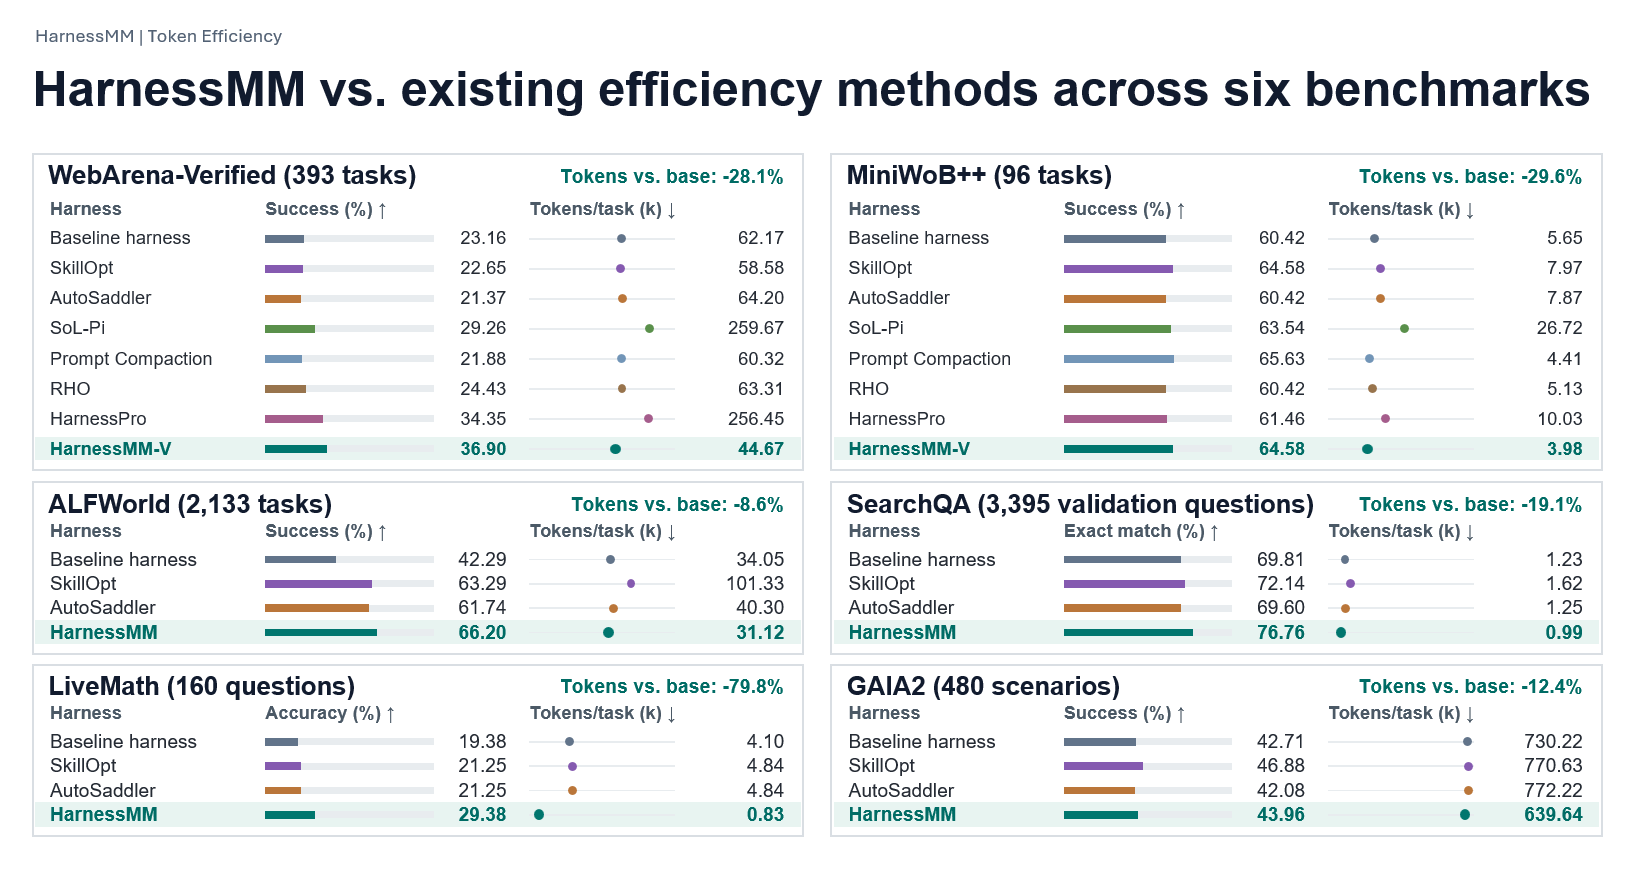 HarnessMM | Token Efficiency
HarnessMM vs. existing efficiency methods across six benchmarks
WebArena-Verified (393 tasks) Tokens vs. base: -28.1%
Harness Success (%) ↑ Tokens/task (k) ↓
Baseline harness 23.16 62.17
SkillOpt 22.65 58.58
AutoSaddler 21.37 64.20
SoL-Pi 29.26 259.67
Prompt Compaction 21.88 60.32
RHO 24.43 63.31
HarnessPro 34.35 256.45
HarnessMM-V 36.90 44.67
MiniWoB++ (96 tasks) Tokens vs. base: -29.6%
Harness Success (%) ↑ Tokens/task (k) ↓
Baseline harness 60.42 5.65
SkillOpt 64.58 7.97
AutoSaddler 60.42 7.87
SoL-Pi 63.54 26.72
Prompt Compaction 65.63 4.41
RHO 60.42 5.13
HarnessPro 61.46 10.03
HarnessMM-V 64.58 3.98
ALFWorld (2,133 tasks) Tokens vs. base: -8.6%
Harness Success (%) ↑ Tokens/task (k) ↓
Baseline harness 42.29 34.05
SkillOpt 63.29 101.33
AutoSaddler 61.74 40.30
HarnessMM 66.20 31.12
SearchQA (3,395 validation questions) Tokens vs. base: -19.1%
Harness Exact match (%) ↑ Tokens/task (k) ↓
Baseline harness 69.81 1.23
SkillOpt 72.14 1.62
AutoSaddler 69.60 1.25
HarnessMM 76.76 0.99
LiveMath (160 questions) Tokens vs. base: -79.8%
Harness Accuracy (%) ↑ Tokens/task (k) ↓
Baseline harness 19.38 4.10
SkillOpt 21.25 4.84
AutoSaddler 21.25 4.84
HarnessMM 29.38 0.83
GAIA2 (480 scenarios) Tokens vs. base: -12.4%
Harness Success (%) ↑ Tokens/task (k) ↓
Baseline harness 42.71 730.22
SkillOpt 46.88 770.63
AutoSaddler 42.08 772.22
HarnessMM 43.96 639.64